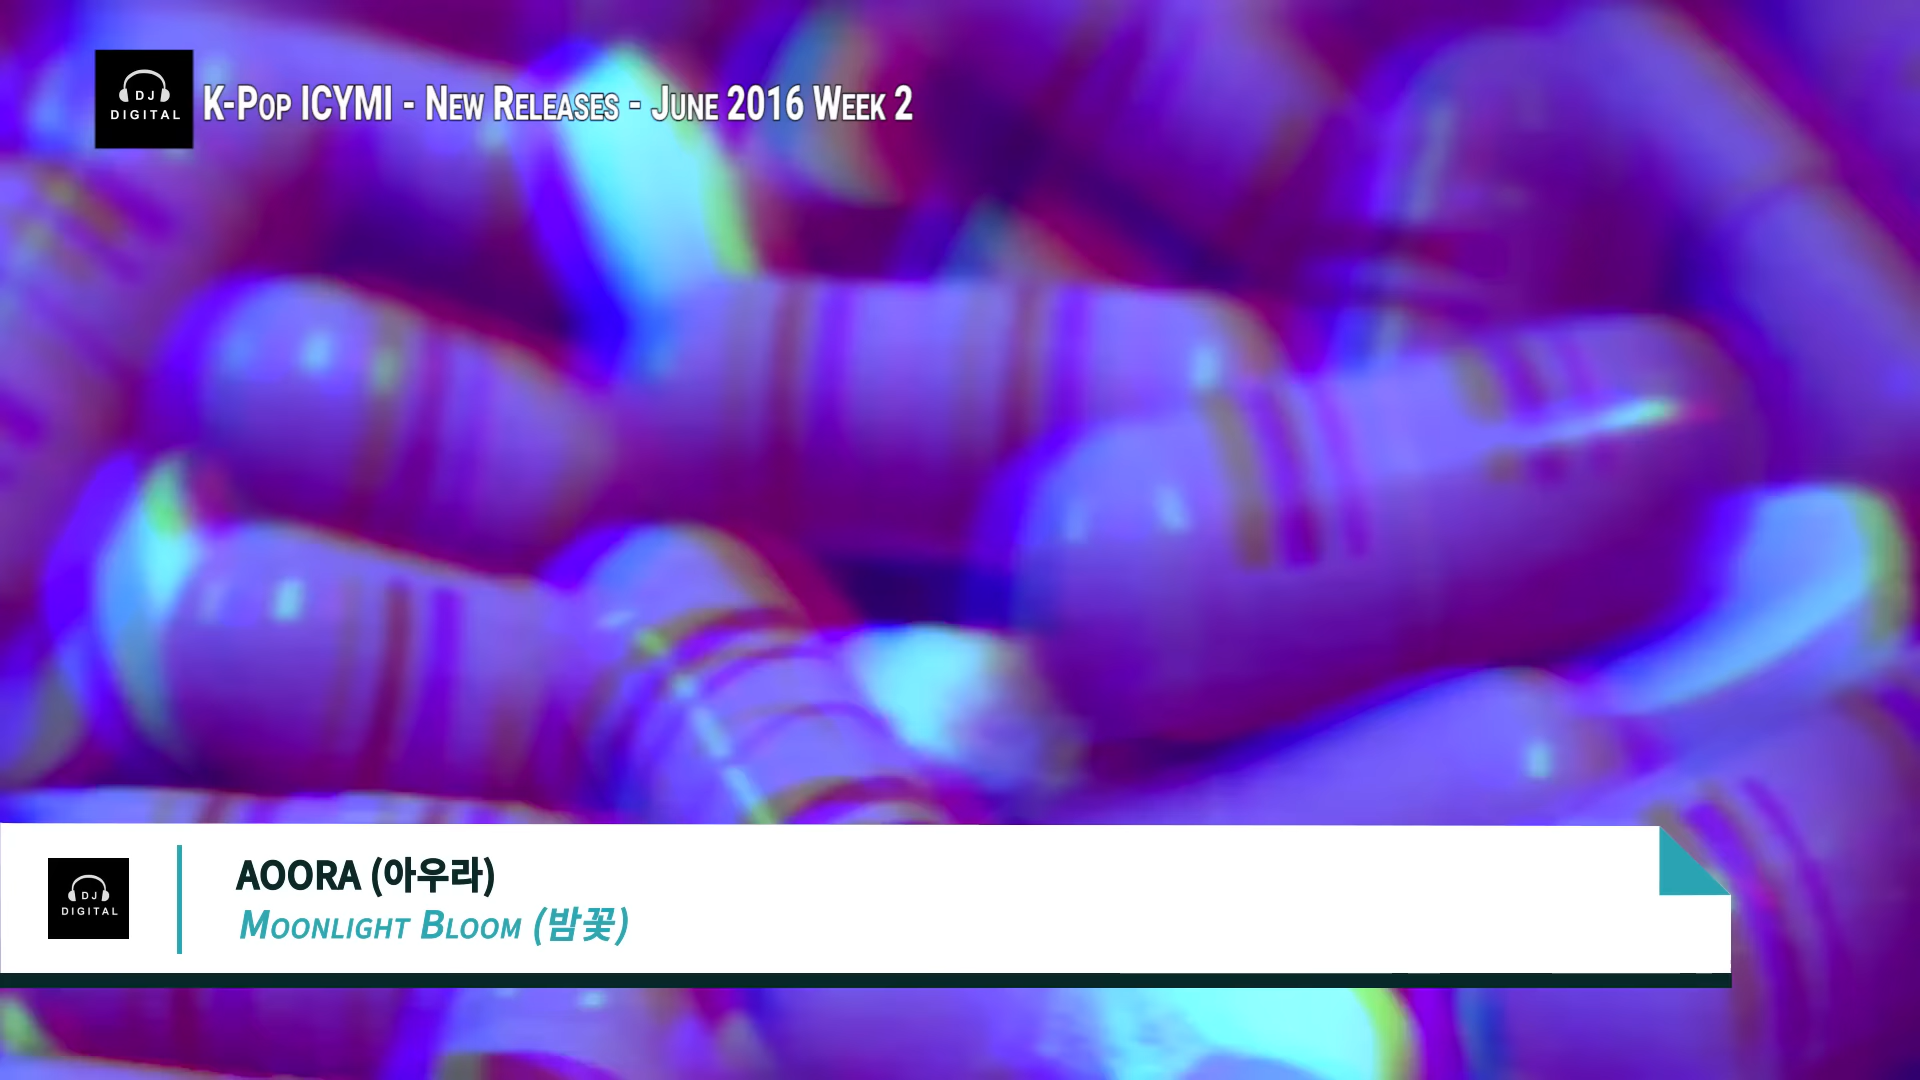 DJ
DIGITAL
K-Pop ICYMI - New Releases - June 2016 Week 2
DJ
DIGITAL
AOORA (아우라)
Moonlight Bloom (밤꽃)